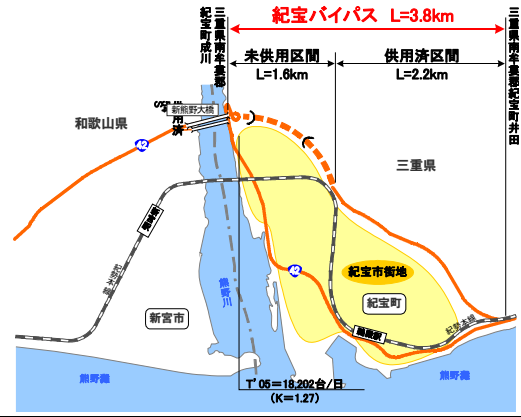 紀宝バイパス L=3.8km
三重県南牟婁郡
紀宝町成川
三重県南牟婁郡紀宝町井田
未供用区間
L=1.6km
供用済区間
L=2.2km
新熊野大橋
用済
和歌山県
三重県
42
紀勢本線
熊野川
42
紀宝市街地
紀宝町
新宮市
鵜殿駅
紀勢本線
熊野灘
熊野灘
T'05=18,202台/日
(K=1.27)